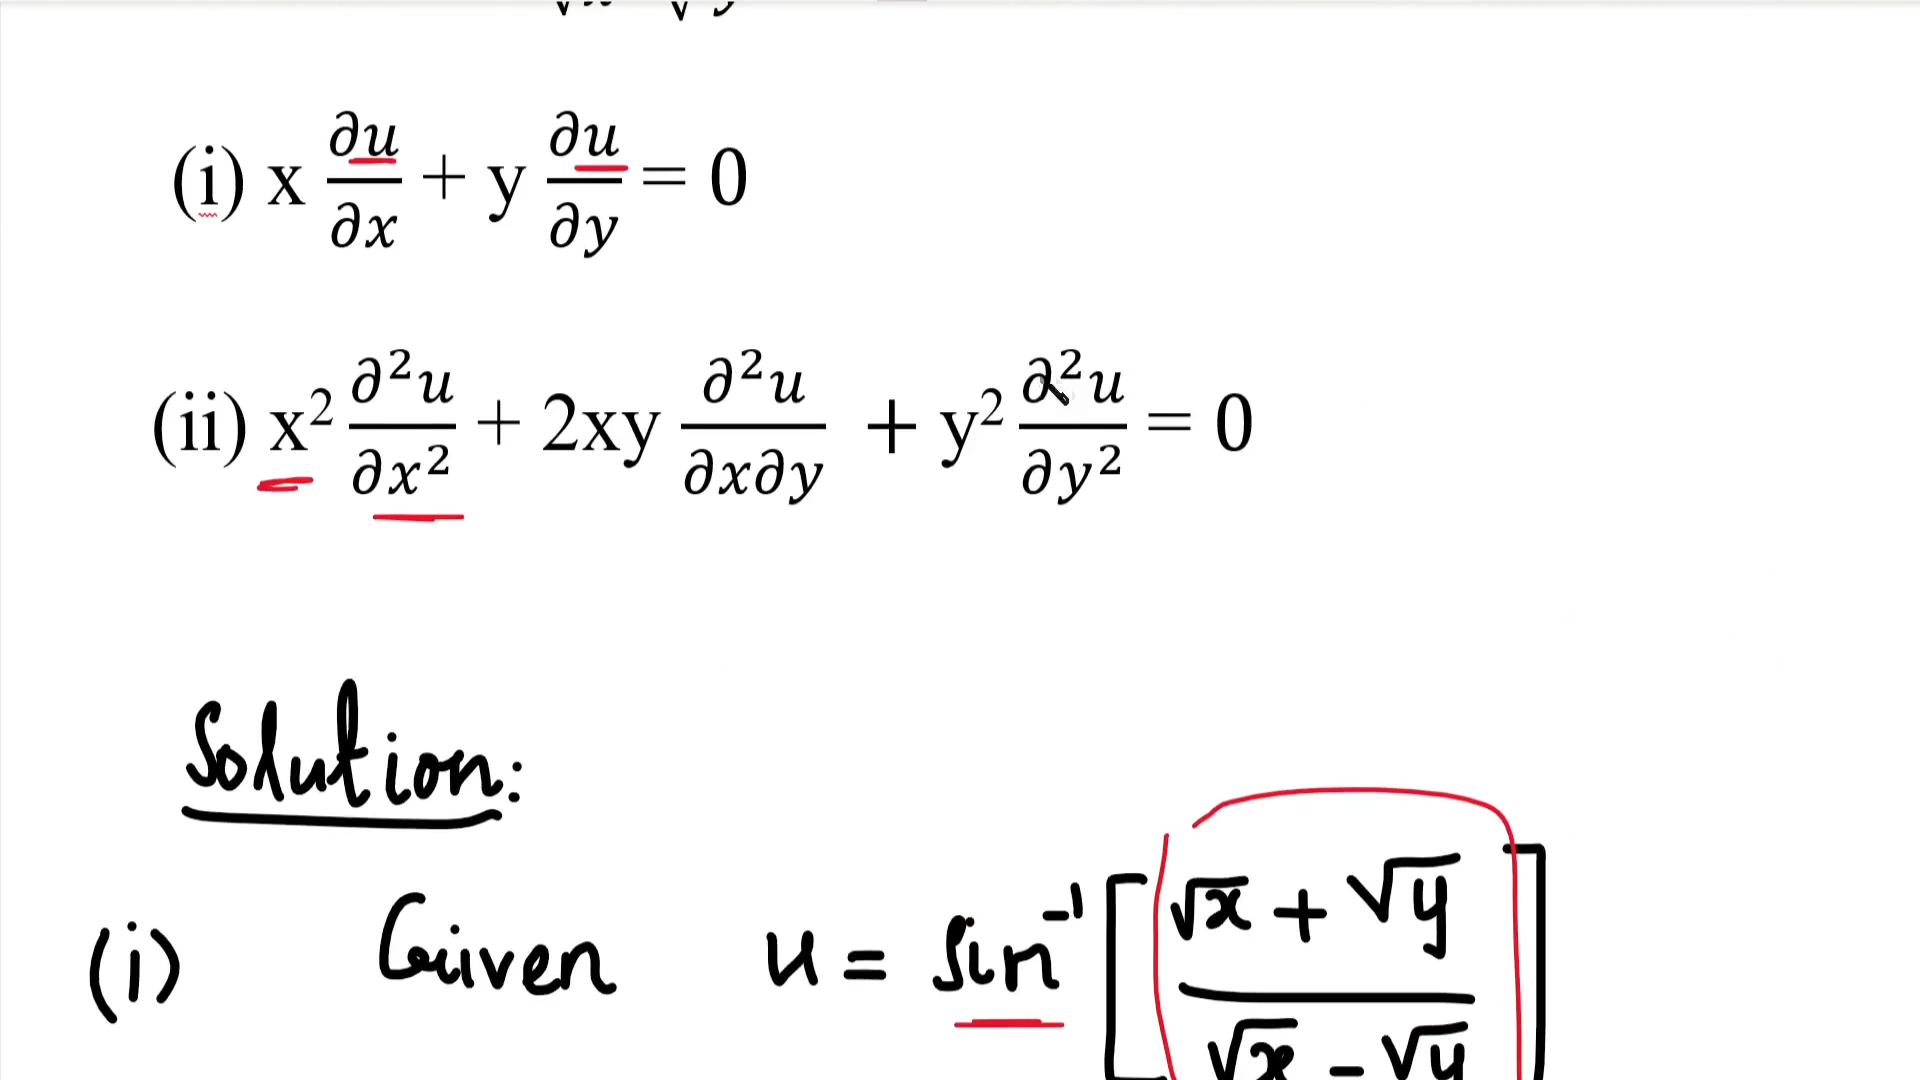 (i) x ∂u/∂x + y ∂u/∂y = 0
(ii) x² ∂²u/∂x² + 2xy ∂²u/∂x∂y + y² ∂²u/∂y² = 0
Solution:
(i) Given u = sin⁻¹ [ (√x + √y) / (√x − √y) ]